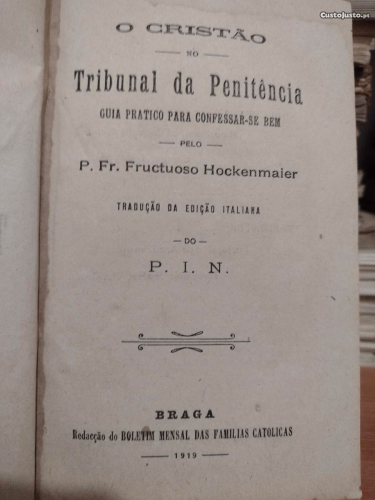 CustoJusto.pt
O CRISTÃO
NO
Tribunal da Penitência
GUIA PRATICO PARA CONFESSAR-SE BEM
PELO
P. Fr. Fructuoso Hockenmaier
TRADUÇÃO DA EDIÇÃO ITALIANA
— DO —
P. I. N.
BRAGA
Redacção do BOLETIM MENSAL DAS FAMILIAS CATOLICAS
1919